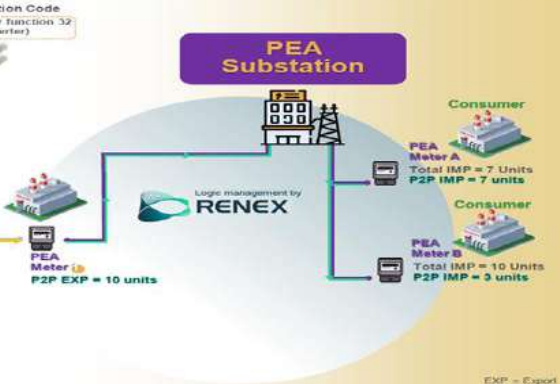 tion Code
function 32
erter)
PEA
Substation
Consumer
PEA
Meter A
Total IMP = 7 Units
P2P IMP = 7 units
Logic management by
RENEX
Consumer
PEA
Meter B
Total IMP = 10 Units
P2P IMP = 3 units
PEA
Meter
P2P EXP = 10 units
EXP = Export